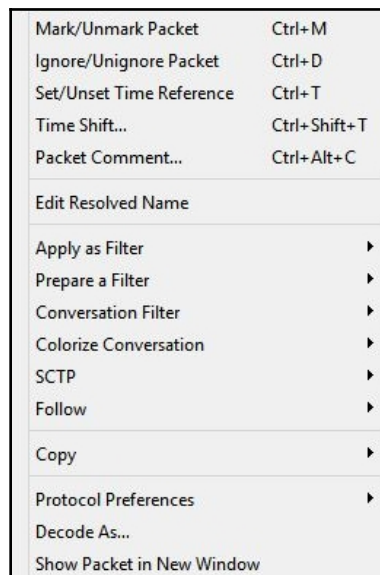 Mark/Unmark Packet Ctrl+M
Ignore/Unignore Packet Ctrl+D
Set/Unset Time Reference Ctrl+T
Time Shift... Ctrl+Shift+T
Packet Comment... Ctrl+Alt+C
Edit Resolved Name
Apply as Filter
Prepare a Filter
Conversation Filter
Colorize Conversation
SCTP
Follow
Copy
Protocol Preferences
Decode As...
Show Packet in New Window